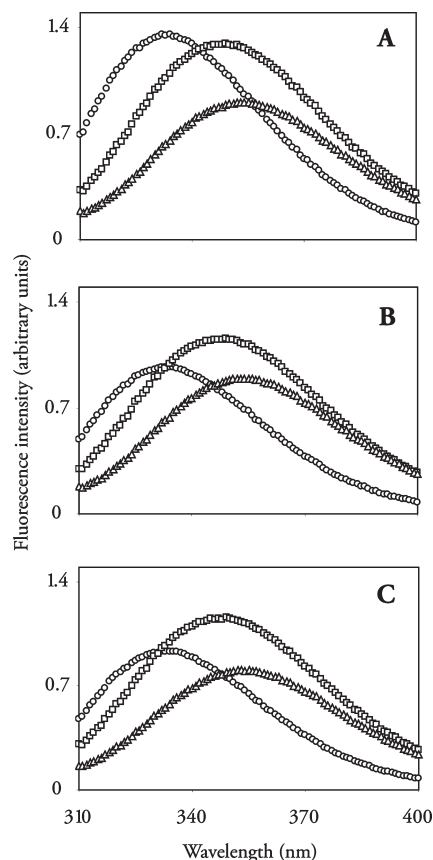 1.4
A
0.7
0
Fluorescence intensity (arbitrary units)
1.4
B
0.7
0
1.4
C
0.7
0
310 340 370 400
Wavelength (nm)